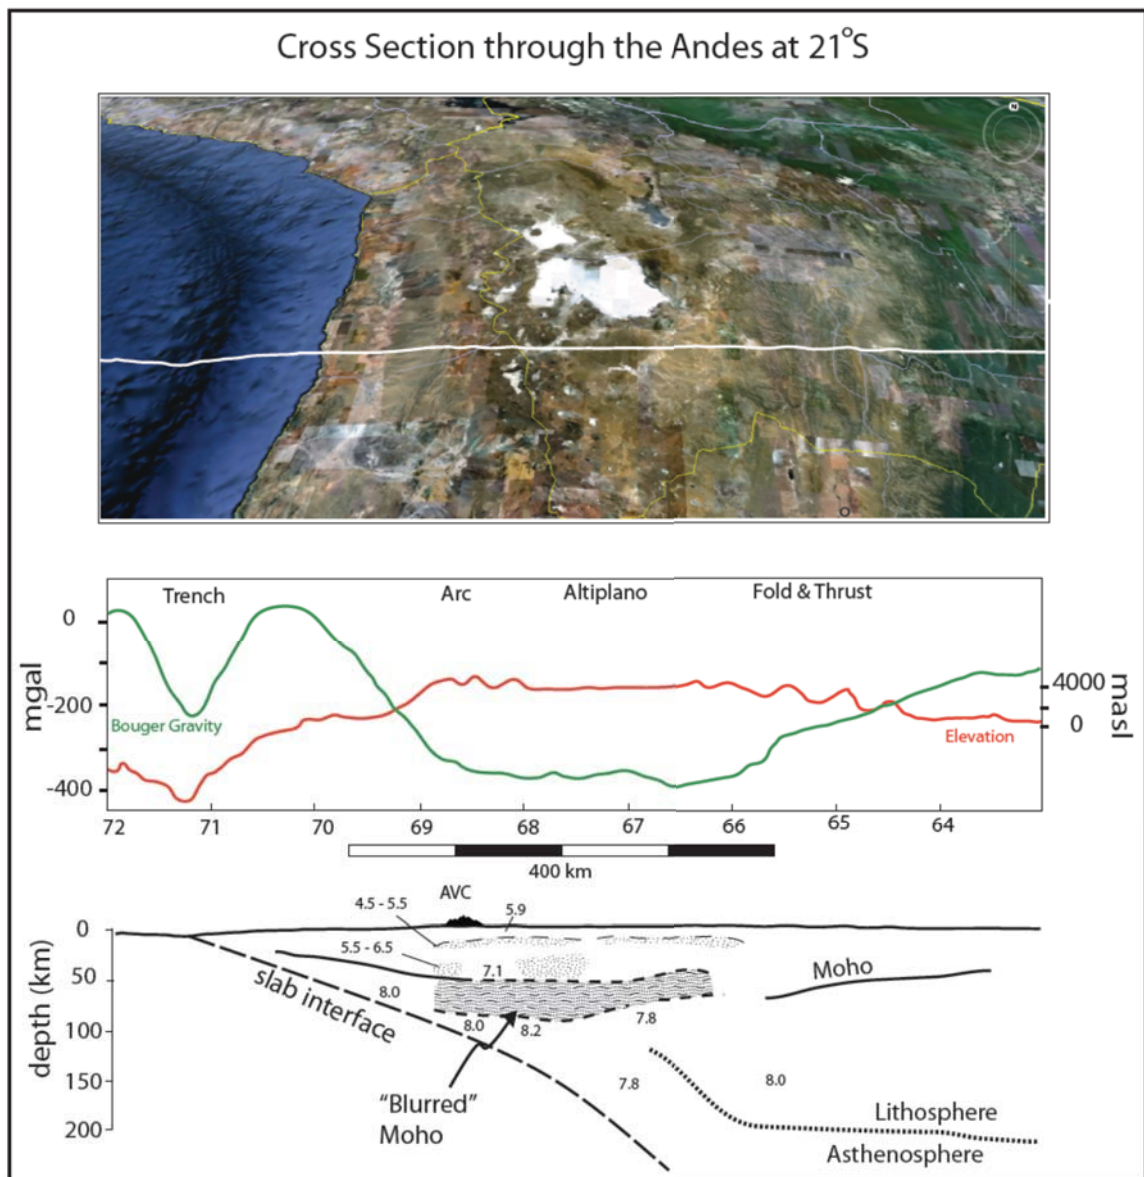 Cross Section through the Andes at 21°S
N
Trench
Arc
Altiplano
Fold & Thrust
0
-200
-400
mgal
4000
0
masl
Bouger Gravity
Elevation
72 71 70 69 68 67 66 65 64
400 km
AVC
4.5 - 5.5
5.9
5.5 - 6.5
7.1
0
50
100
150
200
depth (km)
Moho
slab interface
8.0
8.0
8.2
7.8
7.8
8.0
"Blurred"
Moho
Lithosphere
Asthenosphere